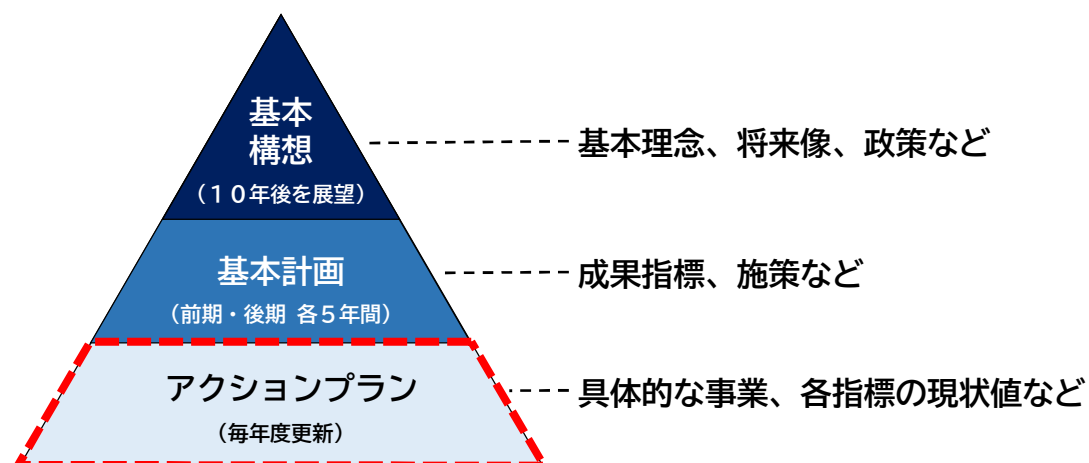 基本
構想
（１０年後を展望）
基本理念、将来像、政策など
基本計画
（前期・後期 各５年間）
成果指標、施策など
アクションプラン
（毎年度更新）
具体的な事業、各指標の現状値など